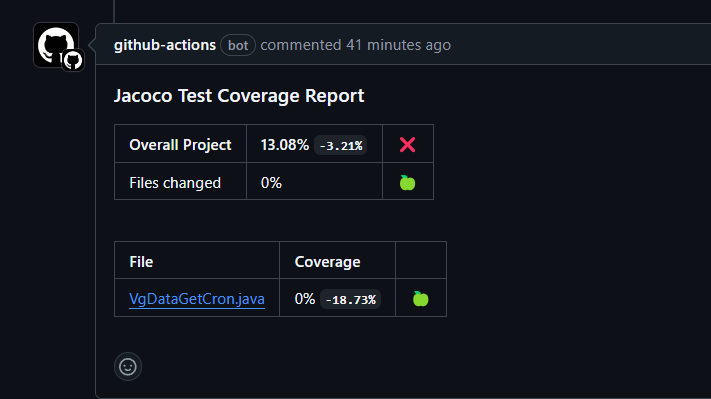 github-actions bot commented 41 minutes ago
Jacoco Test Coverage Report
Overall Project 13.08% -3.21% ❌
Files changed 0% 🍏
File Coverage
VgDataGetCron.java 0% -18.73% 🍏